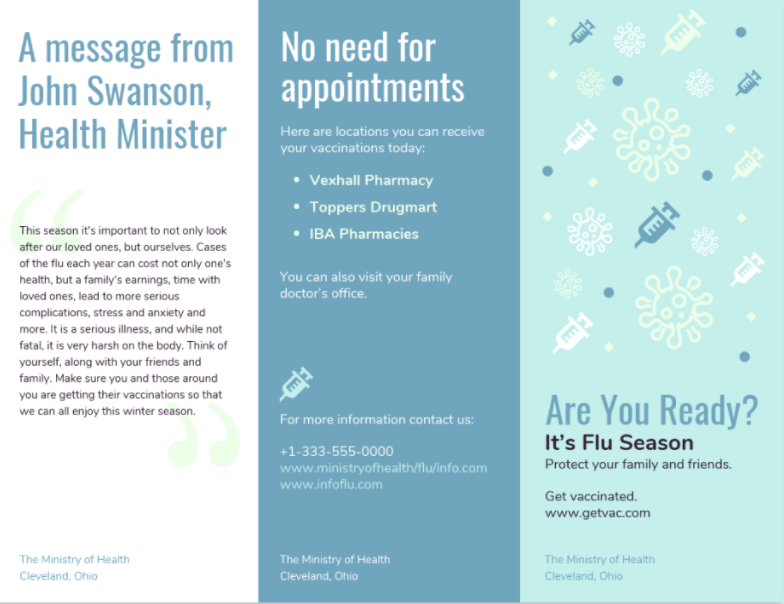 A message from
John Swanson,
Health Minister
This season it's important to not only look
after our loved ones, but ourselves. Cases
of the flu each year can cost not only one's
health, but a family's earnings, time with
loved ones, lead to more serious
complications, stress and anxiety and
more. It is a serious illness, and while not
fatal, it is very harsh on the body. Think of
yourself, along with your friends and
family. Make sure you and those around
you are getting their vaccinations so that
we can all enjoy this winter season.
The Ministry of Health
Cleveland, Ohio
No need for
appointments
Here are locations you can receive
your vaccinations today:
• Vexhall Pharmacy
• Toppers Drugmart
• IBA Pharmacies
You can also visit your family
doctor's office.
For more information contact us:
+1-333-555-0000
www.ministryofhealth/flu/info.com
www.infoflu.com
The Ministry of Health
Cleveland, Ohio
Are You Ready?
It's Flu Season
Protect your family and friends.
Get vaccinated.
www.getvac.com
The Ministry of Health
Cleveland, Ohio